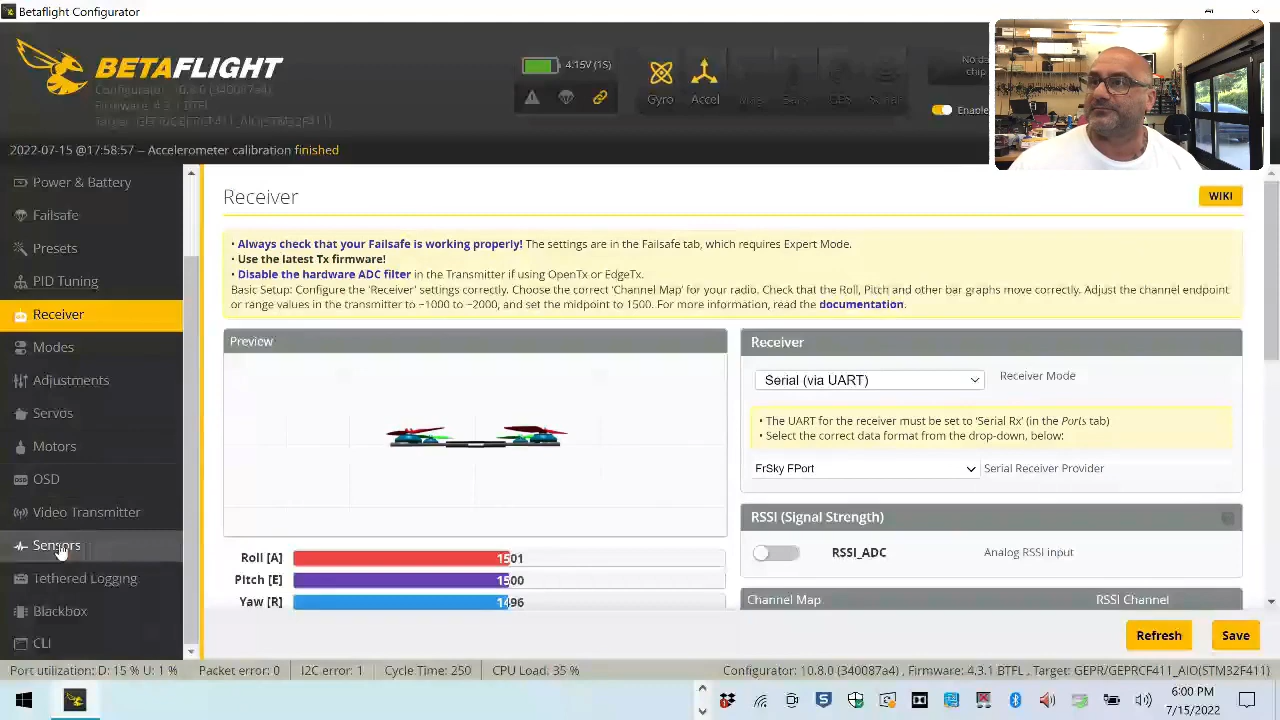 Betaflight Configurator
BETAFLIGHT
Firmware: 4.3.1 BTFL
4.15V (1S)
No da
chip
Gyro
Accel
Enable
2022-07-15 @17:58:57 -- Accelerometer calibration finished
Power & Battery
Failsafe
Presets
PID Tuning
Receiver
Modes
Adjustments
Servos
Motors
OSD
Video Transmitter
Sensors
Tethered Logging
Blackbox
CLI
Receiver
WIKI
• Always check that your Failsafe is working properly! The settings are in the Failsafe tab, which requires Expert Mode.
• Use the latest Tx firmware!
• Disable the hardware ADC filter in the Transmitter if using OpenTx or EdgeTx.
Basic Setup: Configure the 'Receiver' settings correctly. Choose the correct 'Channel Map' for your radio. Check that the Roll, Pitch and other bar graphs move correctly. Adjust the channel endpoint
or range values in the transmitter to ~1000 to ~2000, and set the midpoint to 1500. For more information, read the documentation.
Preview
Roll [A] 1501
Pitch [E] 1500
Yaw [R] 1496
Receiver
Serial (via UART) Receiver Mode
• The UART for the receiver must be set to 'Serial Rx' (in the Ports tab)
• Select the correct data format from the drop-down, below:
FrSky FPort Serial Receiver Provider
RSSI (Signal Strength)
RSSI_ADC Analog RSSI input
Channel Map RSSI Channel
Refresh Save
Port utilization: D: 15 % U: 1 % Packet error: 0 I2C error: 1 Cycle Time: 250 CPU Load: 35 % Configurator: 10.8.0 (340087a4), Firmware: 4.3.1 BTFL, Target: GEPR/GEPRCF411_AIO(STM32F411)
6:00 PM
7/15/2022